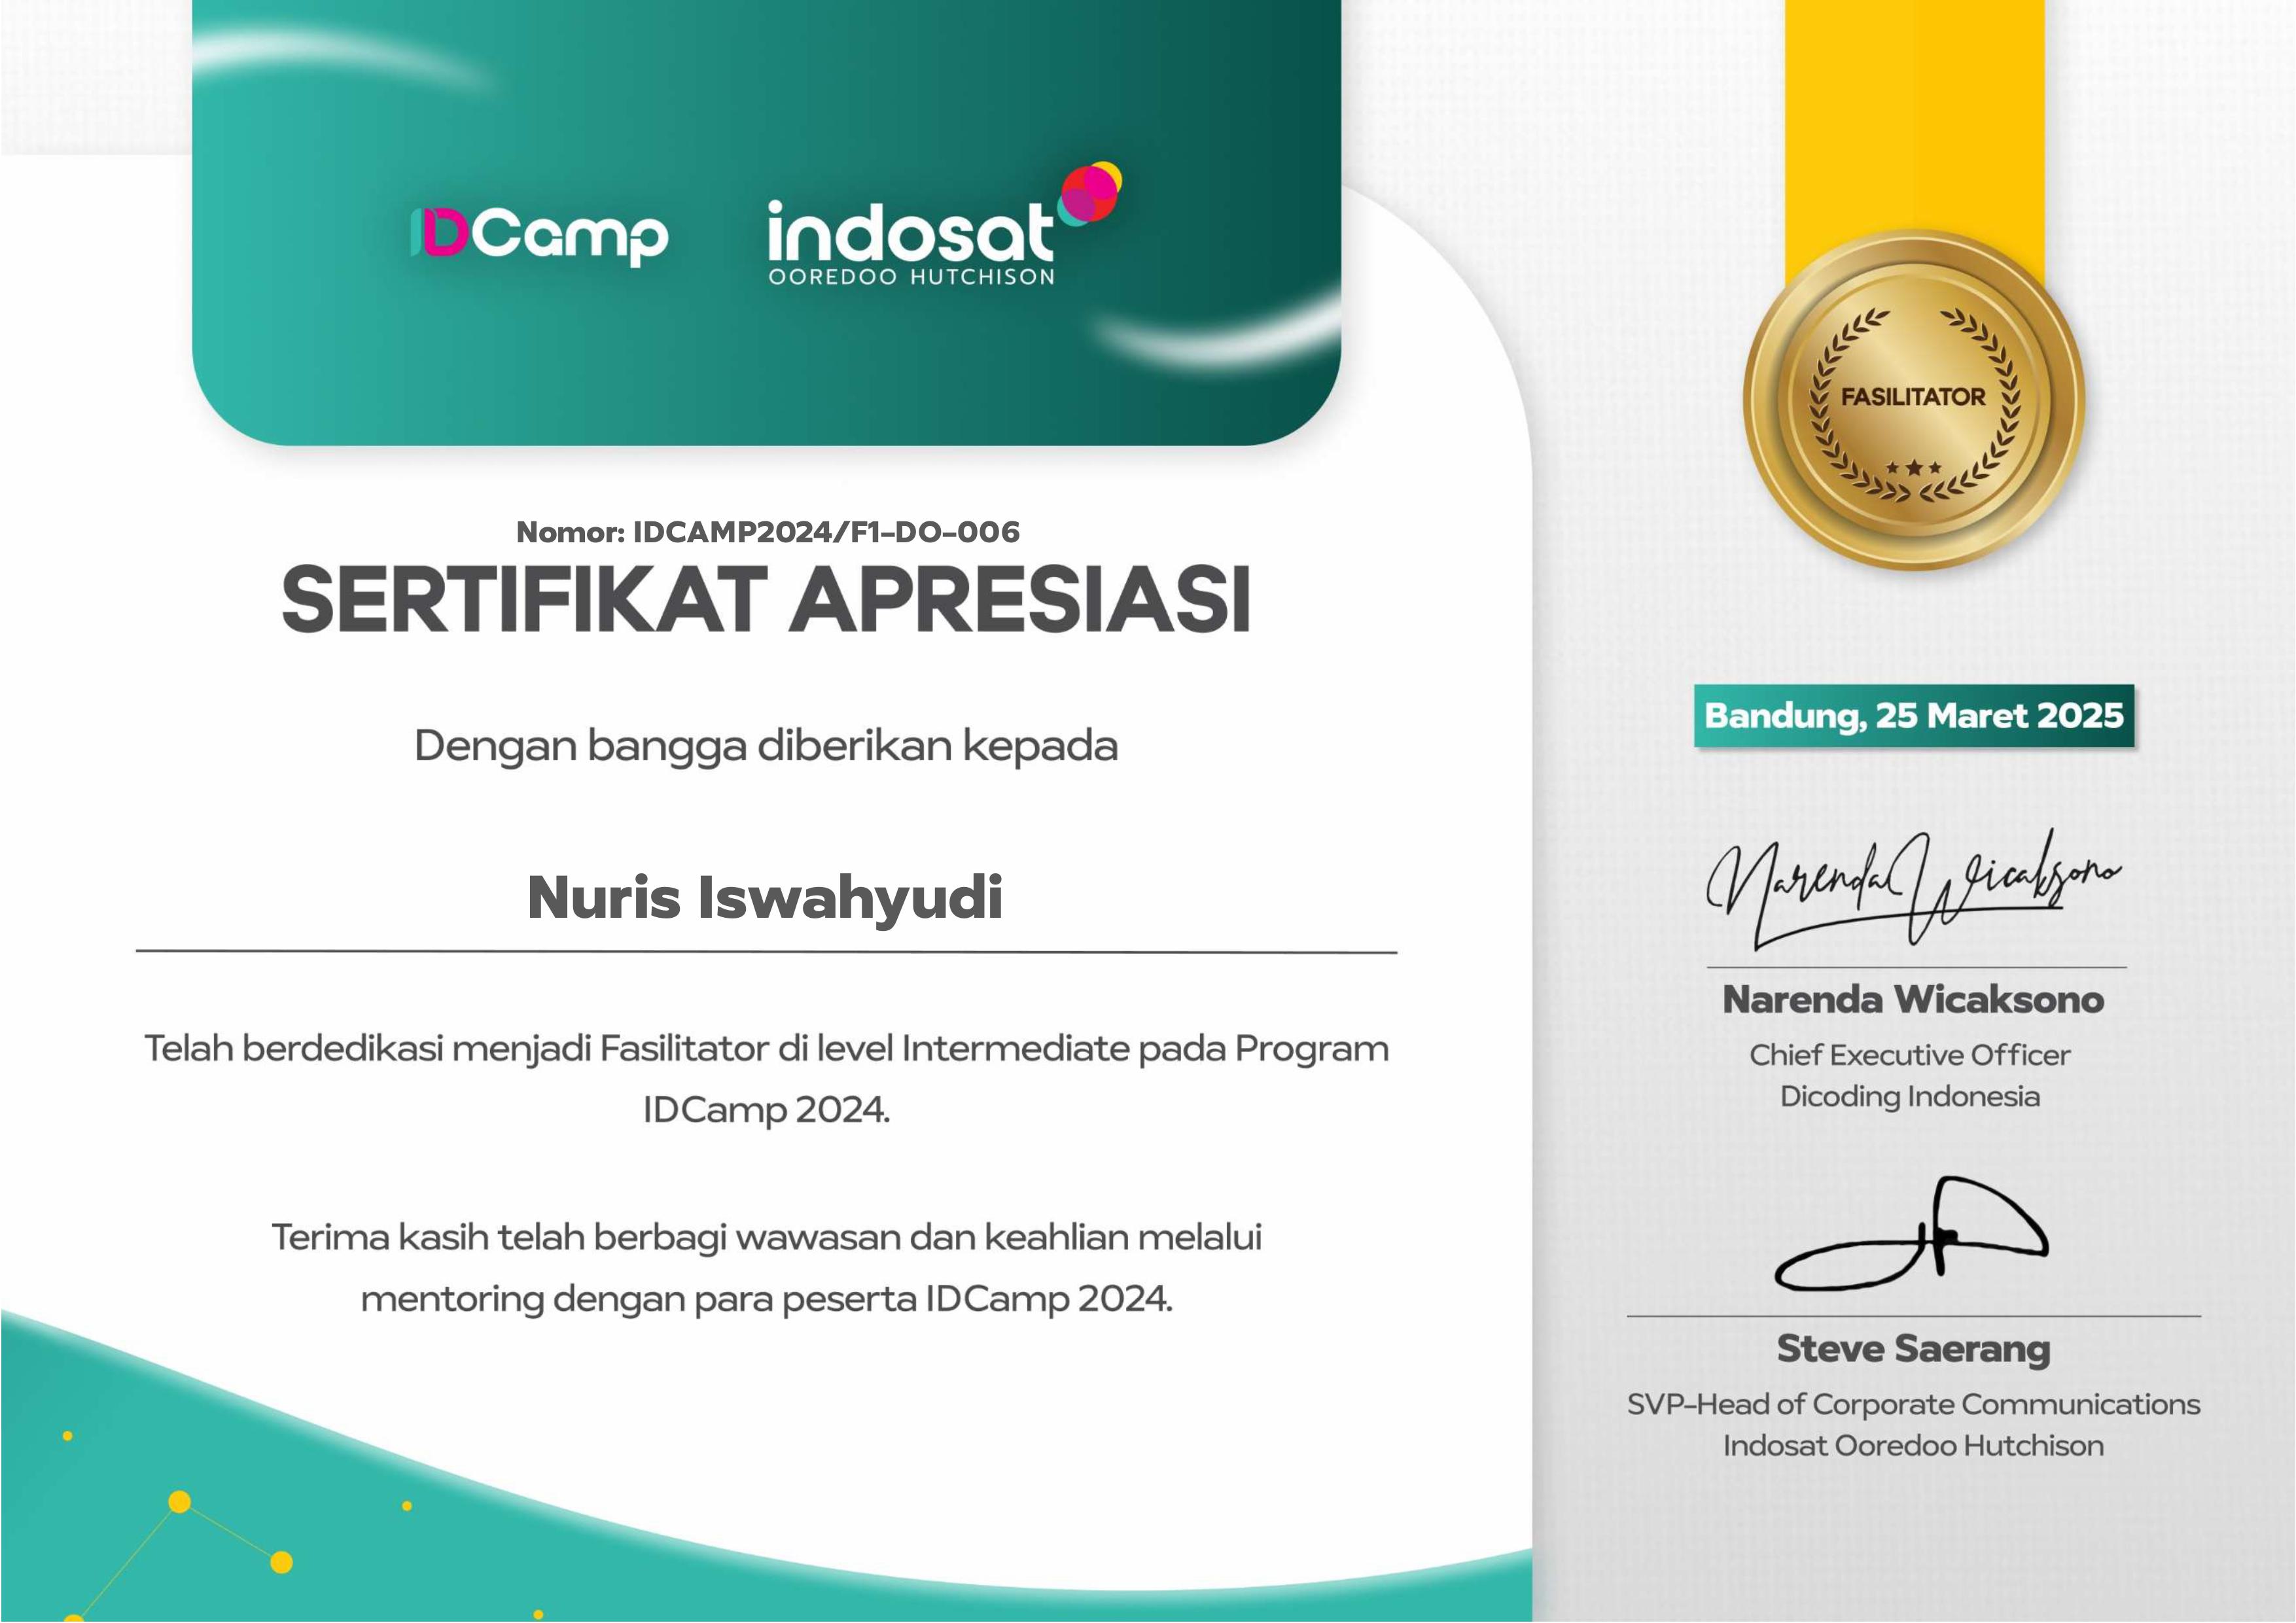 IDCamp
indosat
OOREDOO HUTCHISON
Nomor: IDCAMP2024/F1-DO-006
SERTIFIKAT APRESIASI
Dengan bangga diberikan kepada
Nuris Iswahyudi
Telah berdedikasi menjadi Fasilitator di level Intermediate pada Program
IDCamp 2024.
Terima kasih telah berbagi wawasan dan keahlian melalui
mentoring dengan para peserta IDCamp 2024.
FASILITATOR
Bandung, 25 Maret 2025
Narenda Wicaksono
Narenda Wicaksono
Chief Executive Officer
Dicoding Indonesia
Steve Saerang
SVP-Head of Corporate Communications
Indosat Ooredoo Hutchison